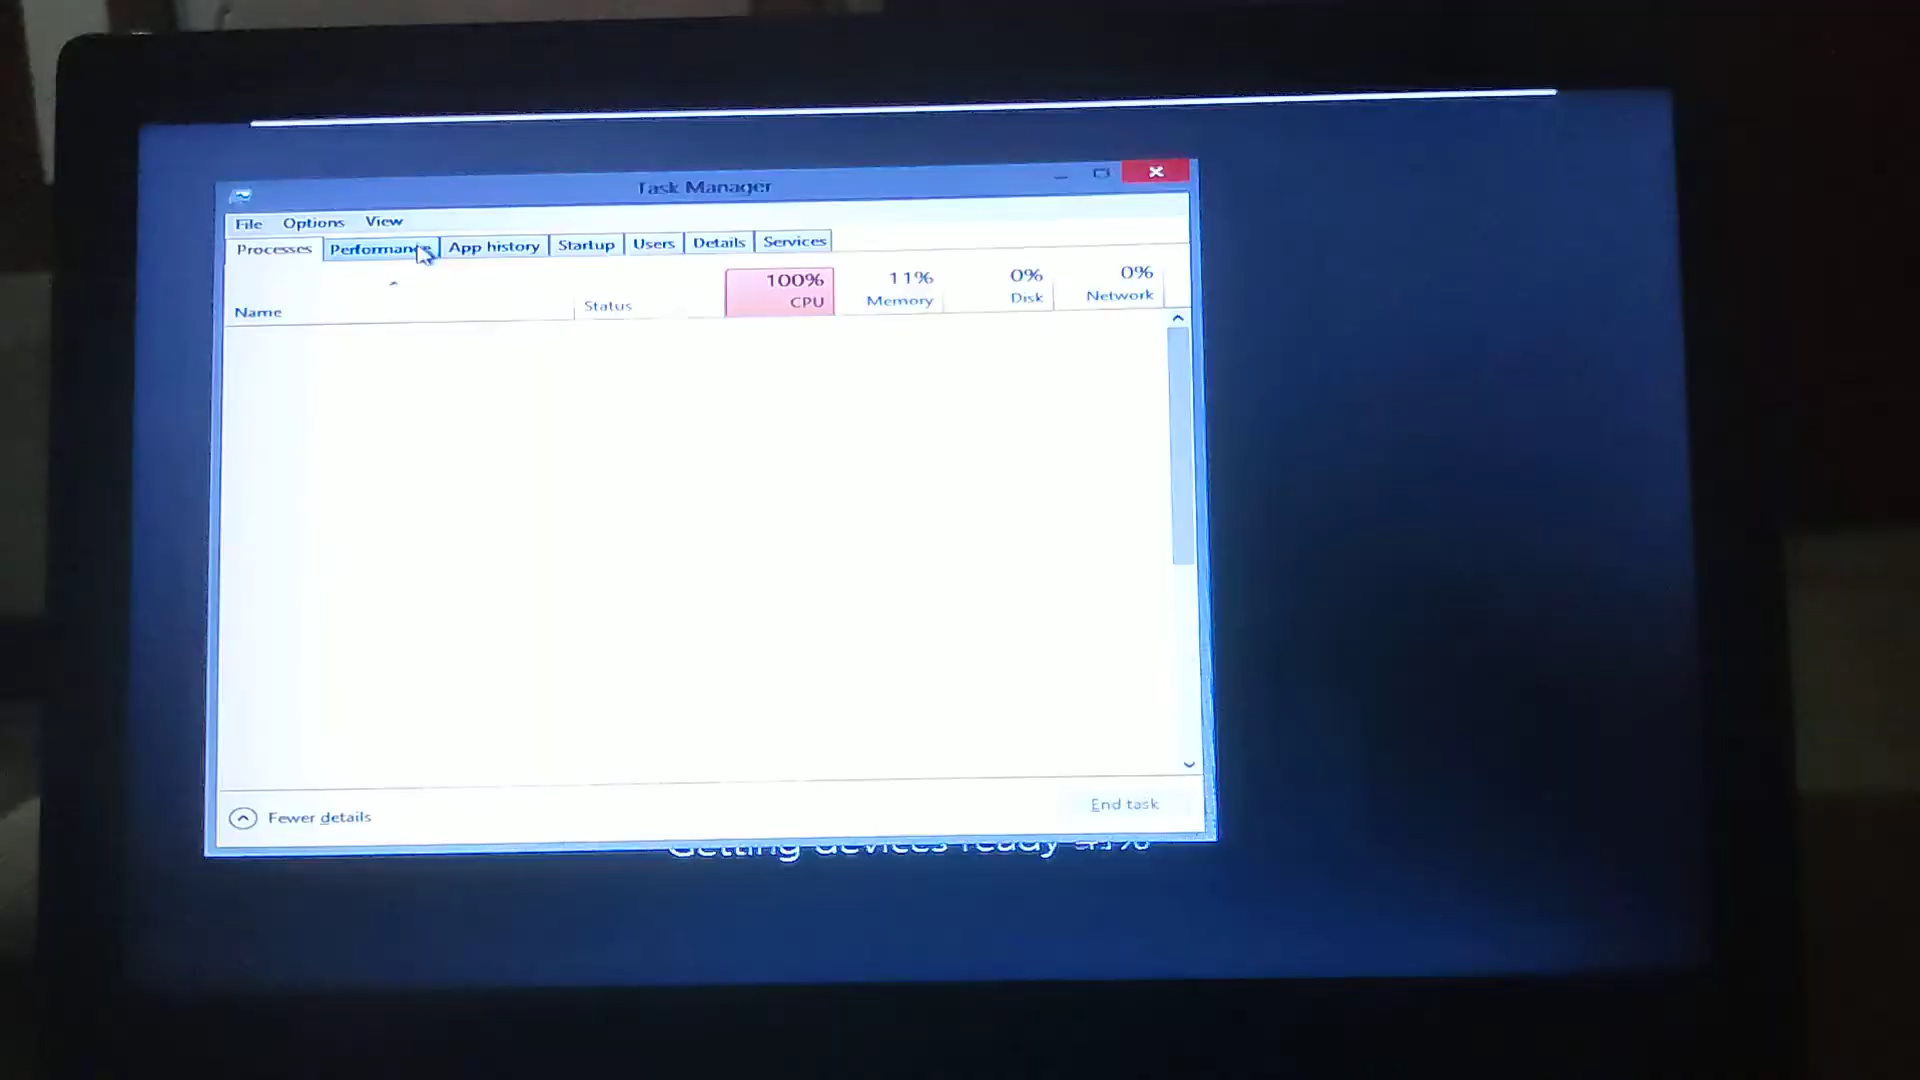 Task Manager
File Options View
Processes Performance App history Startup Users Details Services
100% 11% 0% 0%
Name Status CPU Memory Disk Network
Fewer details End task
Getting devices ready